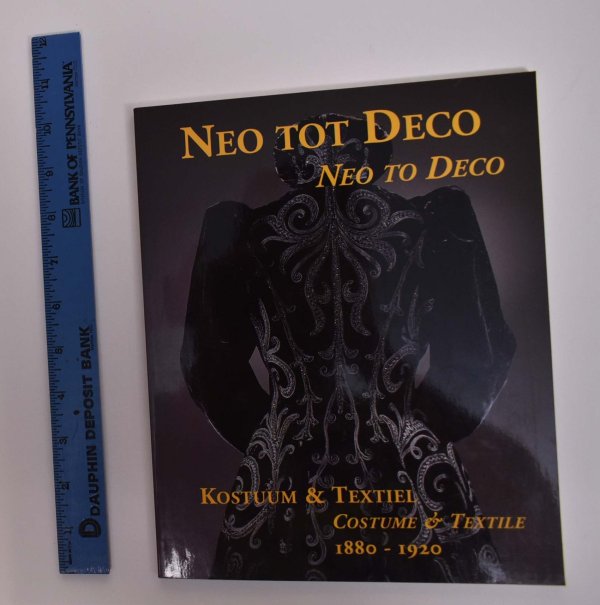 NEO TOT DECO
NEO TO DECO
KOSTUUM & TEXTIEL
COSTUME & TEXTILE
1880 - 1920
BANK OF PENNSYLVANIA
DAUPHIN DEPOSIT BANK